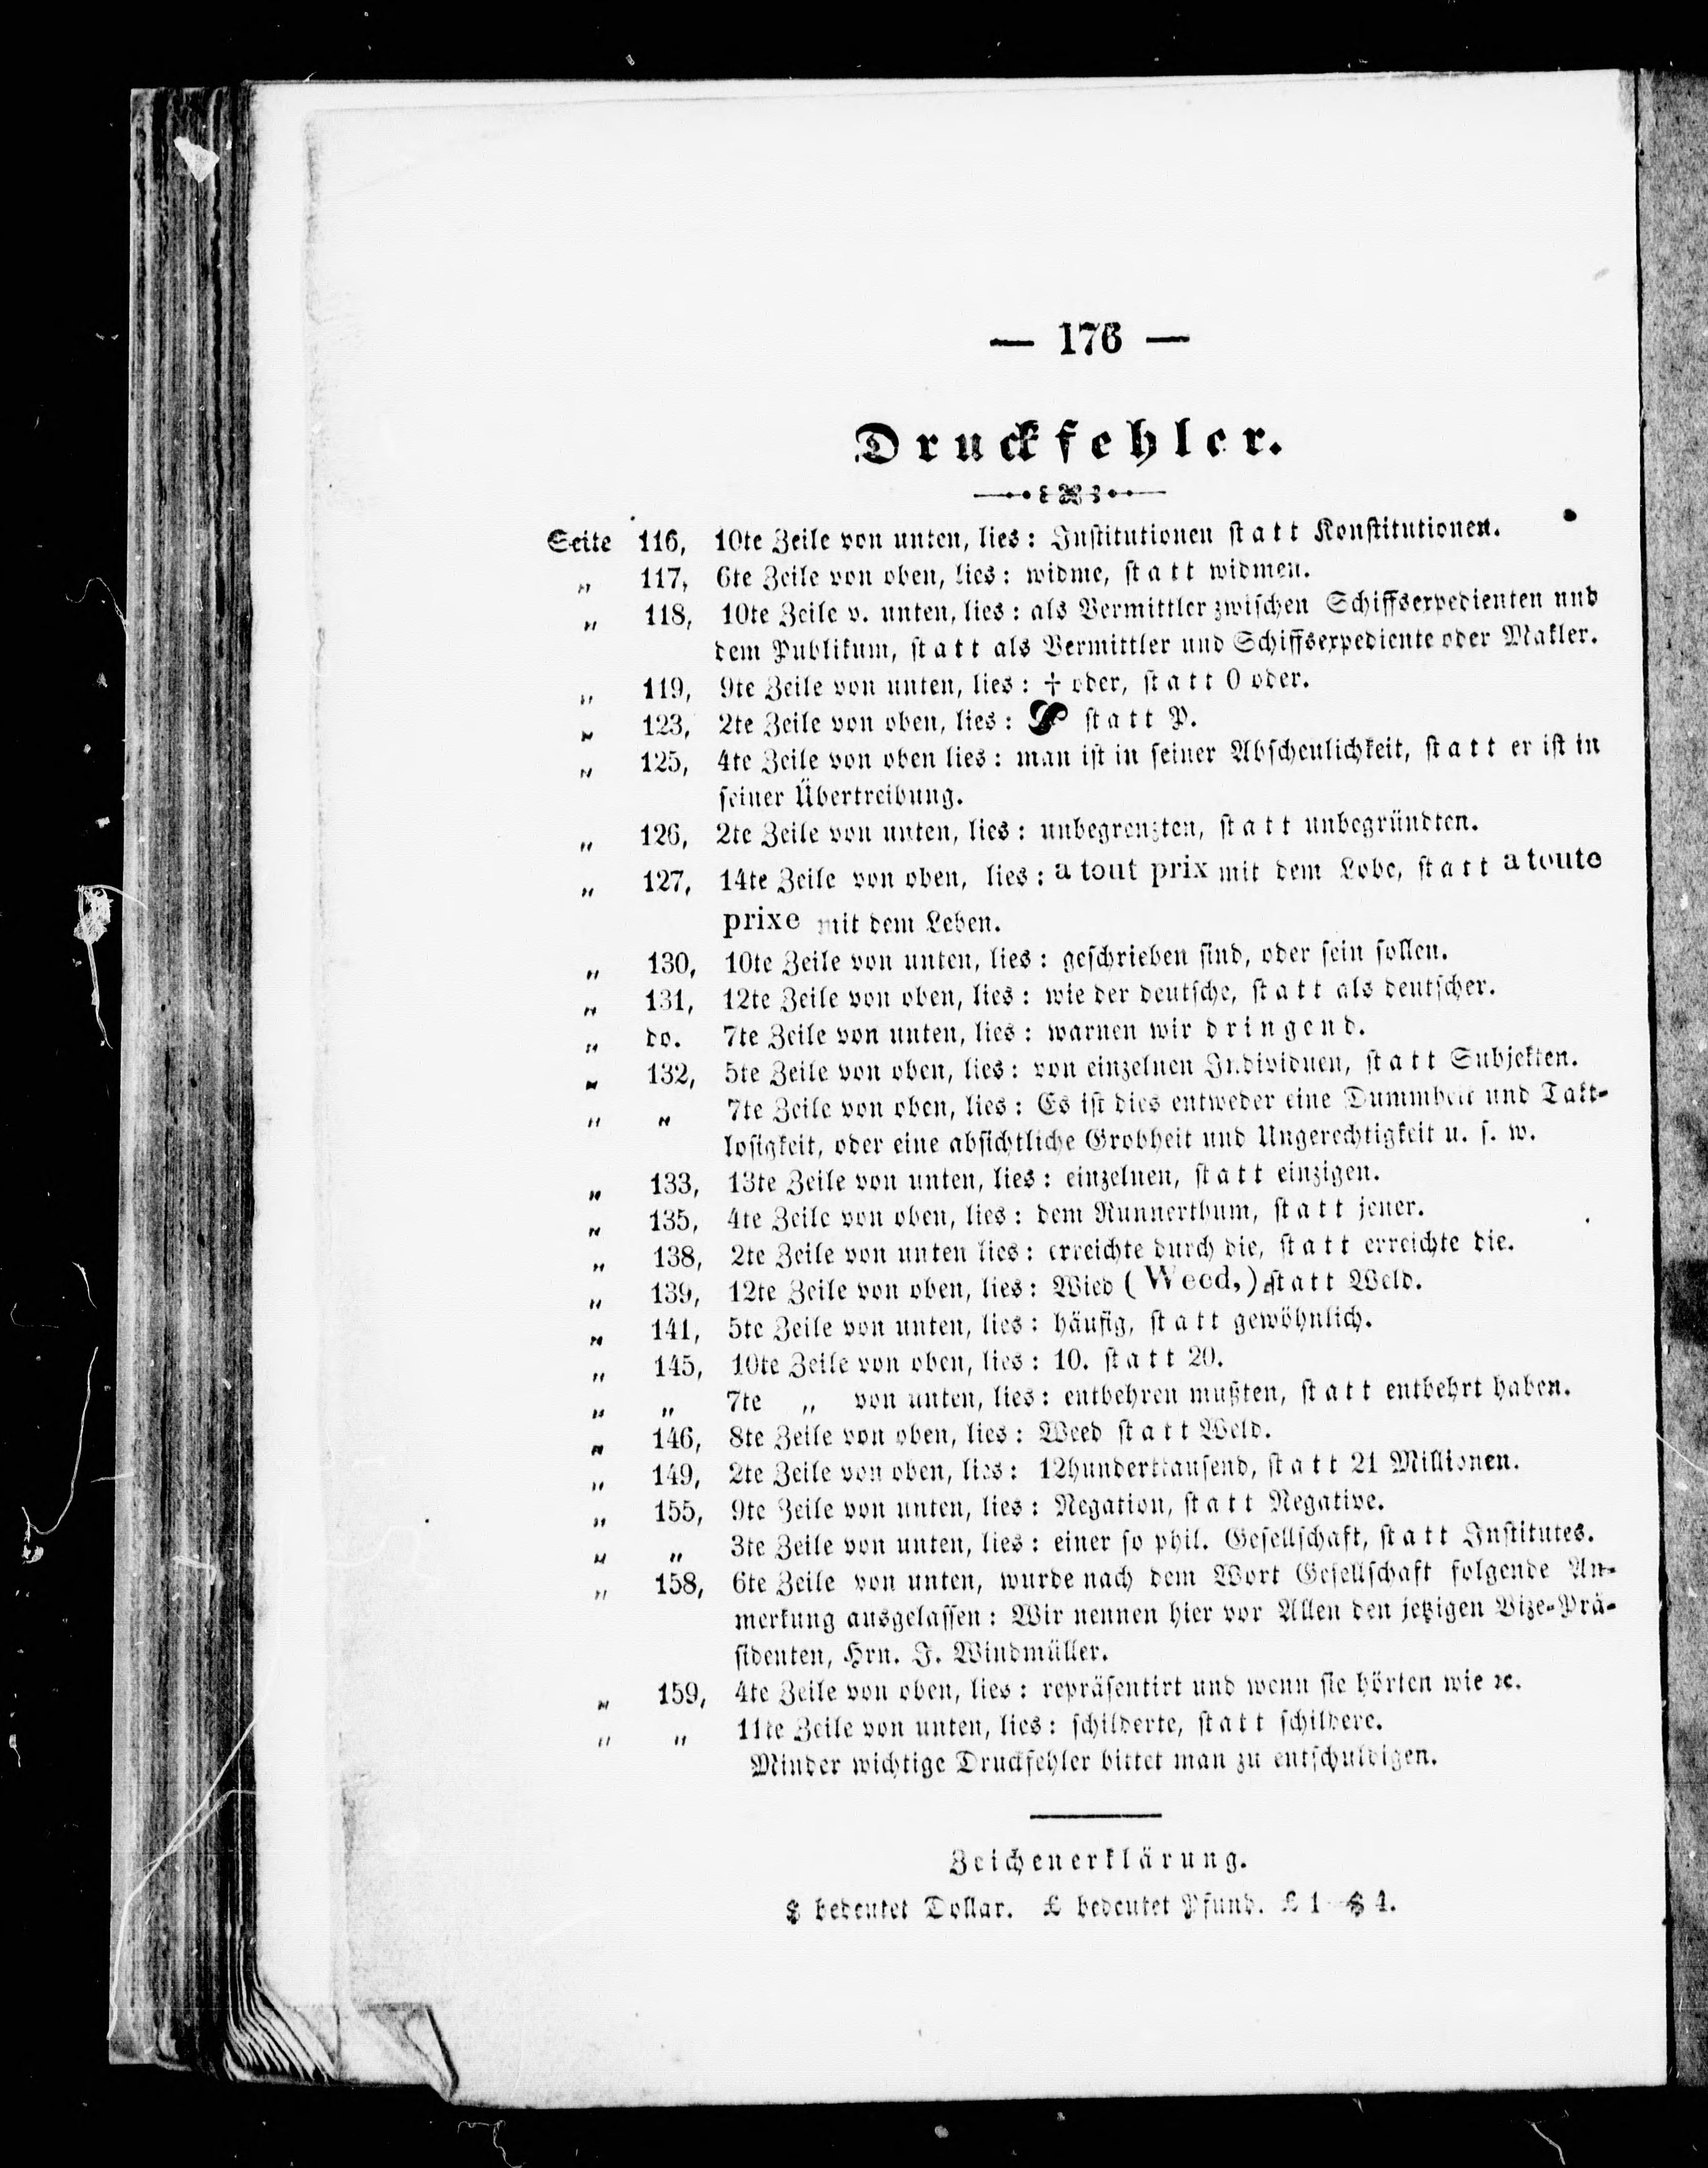 — 176 —
Druckfehler.
Seite 116, 10te Zeile von unten, lies: Institutionen statt Konstitutionen.
„ 117, 6te Zeile von oben, lies: widme, statt widmen.
„ 118, 10te Zeile v. unten, lies: als Vermittler zwischen Schiffsexpedienten und
dem Publikum, statt als Vermittler und Schiffsexpediente oder Makler.
„ 119, 9te Zeile von unten, lies: † oder, statt 0 oder.
„ 123, 2te Zeile von oben, lies: statt P.
„ 125, 4te Zeile von oben lies: man ist in seiner Abscheulichkeit, statt er ist in
seiner Übertreibung.
„ 126, 2te Zeile von unten, lies: unbegrenzten, statt unbegründten.
„ 127, 14te Zeile von oben, lies: a tout prix mit dem Lobe, statt a toute
prixe mit dem Leben.
„ 130, 10te Zeile von unten, lies: geschrieben sind, oder sein sollen.
„ 131, 12te Zeile von oben, lies: wie der deutsche, statt als deutscher.
„ do. 7te Zeile von unten, lies: warnen wir dringend.
„ 132, 5te Zeile von oben, lies: von einzelnen Individuen, statt Subjekten.
„ „ 7te Zeile von oben, lies: Es ist dies entweder eine Dummheit und Takt-
losigkeit, oder eine absichtliche Grobheit und Ungerechtigkeit u. s. w.
„ 133, 13te Zeile von unten, lies: einzelnen, statt einzigen.
„ 135, 4te Zeile von oben, lies: dem Runnerthum, statt jener.
„ 138, 2te Zeile von unten lies: erreichte durch die, statt erreichte die.
„ 139, 12te Zeile von oben, lies: Wied (Weed,) statt Weld.
„ 141, 5te Zeile von unten, lies: häufig, statt gewöhnlich.
„ 145, 10te Zeile von oben, lies: 10. statt 20.
„ „ 7te „ von unten, lies: entbehren mußten, statt entbehrt haben.
„ 146, 8te Zeile von oben, lies: Weed statt Weld.
„ 149, 2te Zeile von oben, lies: 12hunderttausend, statt 21 Millionen.
„ 155, 9te Zeile von unten, lies: Negation, statt Negative.
„ „ 3te Zeile von unten, lies: einer so phil. Gesellschaft, statt Institutes.
„ 158, 6te Zeile von unten, wurde nach dem Wort Gesellschaft folgende An-
merkung ausgelassen: Wir nennen hier vor Allen den jetzigen Vize-Prä-
sidenten, Hrn. J. Windmüller.
„ 159, 4te Zeile von oben, lies: repräsentirt und wenn sie hörten wie ꝛc.
„ „ 11te Zeile von unten, lies: schilderte, statt schildere.
Minder wichtige Druckfehler bittet man zu entschuldigen.
Zeichenerklärung.
$ bedeutet Dollar. £ bedeutet Pfund. £ 1 $ 4.